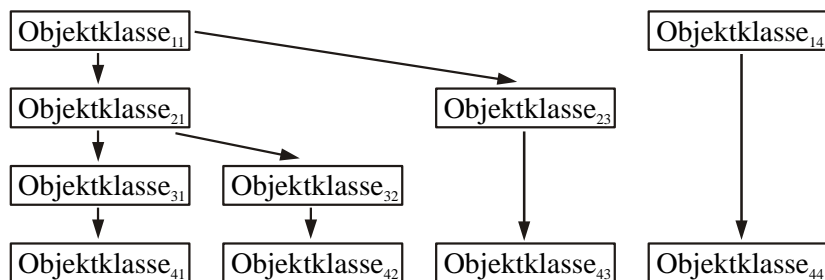 Objektklasse₁₁ Objektklasse₁₄
Objektklasse₂₁ Objektklasse₂₃
Objektklasse₃₁ Objektklasse₃₂
Objektklasse₄₁ Objektklasse₄₂ Objektklasse₄₃ Objektklasse₄₄